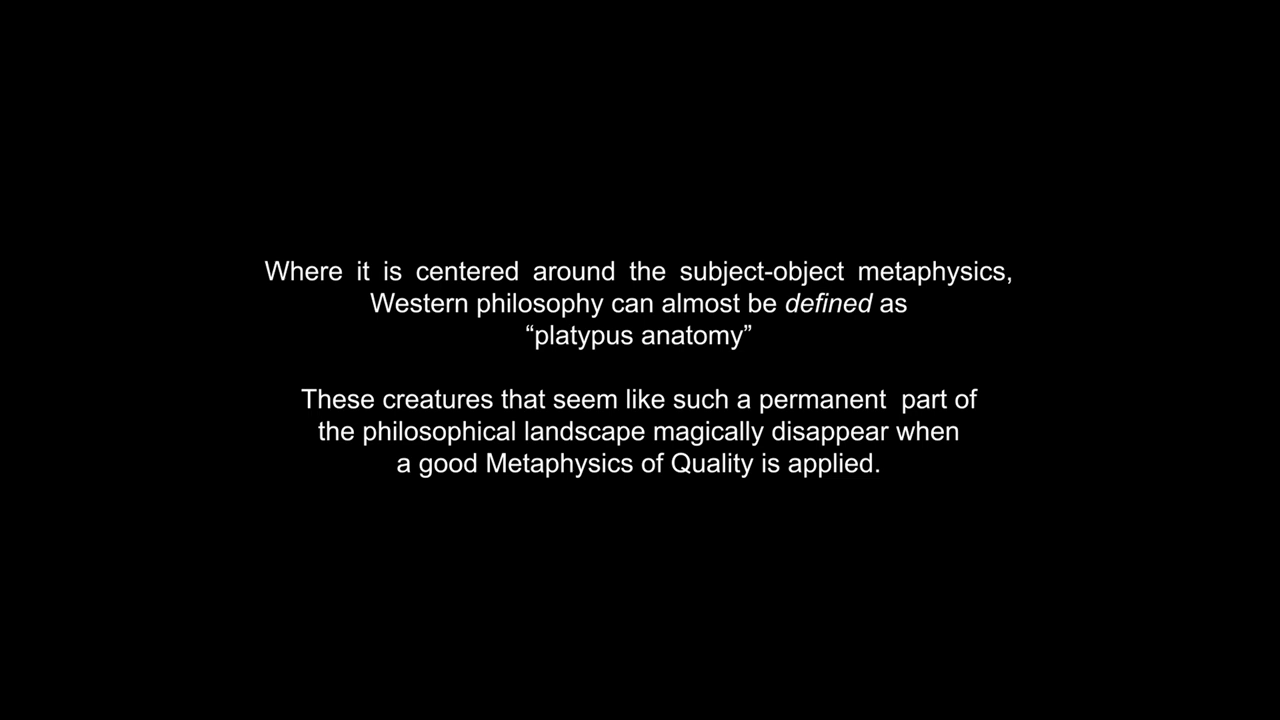 Where it is centered around the subject-object metaphysics,
Western philosophy can almost be defined as
“platypus anatomy”
These creatures that seem like such a permanent  part of
the philosophical landscape magically disappear when
a good Metaphysics of Quality is applied.